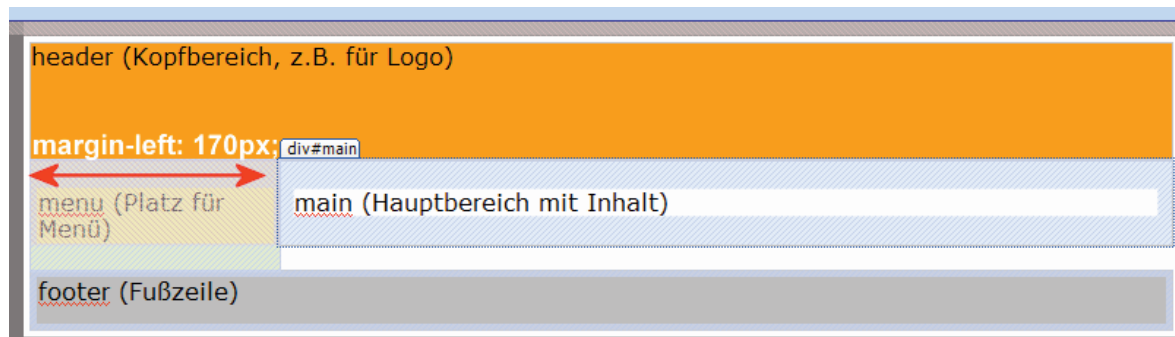 header (Kopfbereich, z.B. für Logo)
margin-left: 170px;
div#main
menu (Platz für
Menü)
main (Hauptbereich mit Inhalt)
footer (Fußzeile)